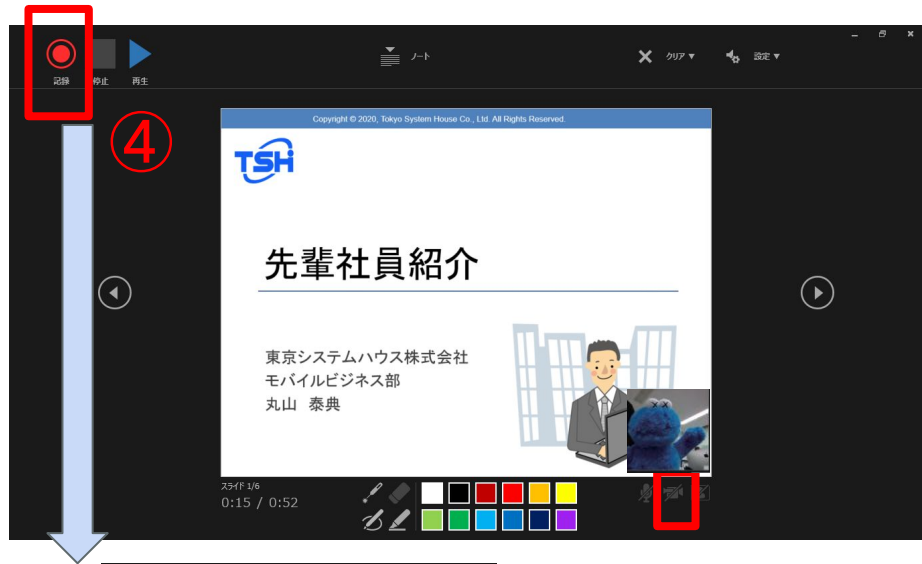 ノート
クリア▼
設定▼
記録
停止
再生
④
Copyright © 2020, Tokyo System House Co., Ltd. All Rights Reserved.
TSH
先輩社員紹介
東京システムハウス株式会社
モバイルビジネス部
丸山 泰典
スライド 1/6
0:15 / 0:52